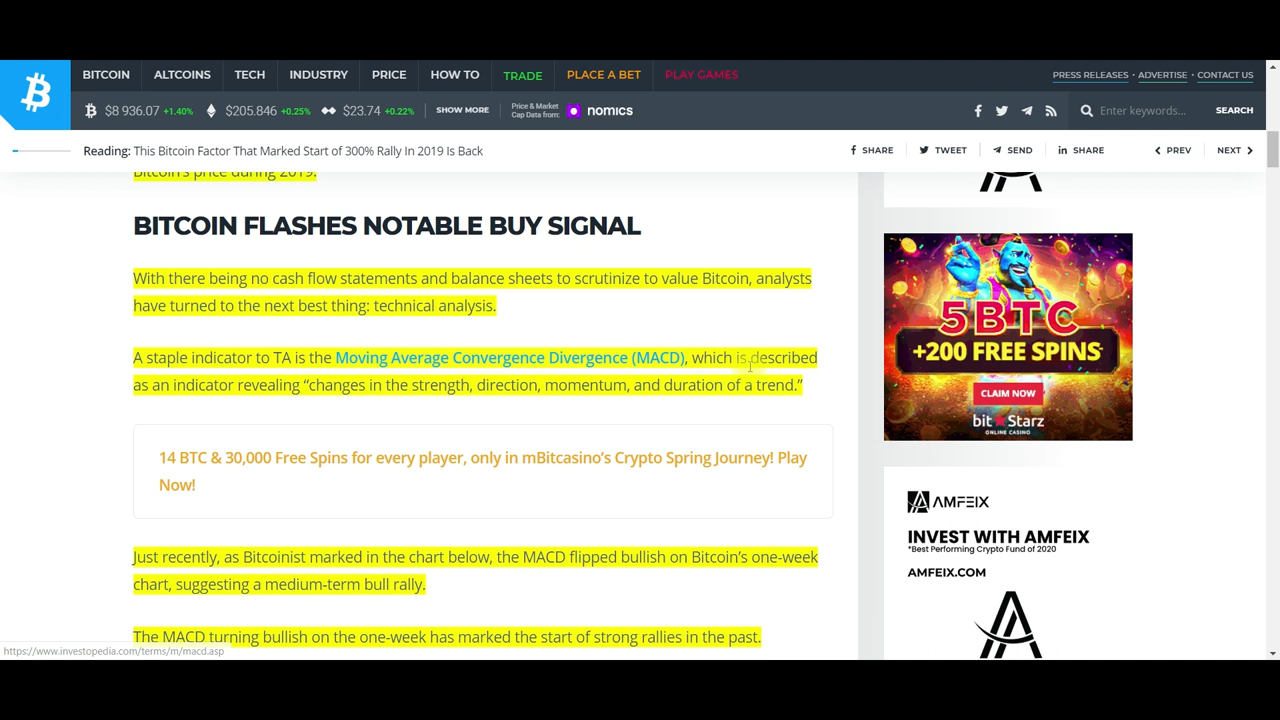 BITCOIN ALTCOINS TECH INDUSTRY PRICE HOW TO TRADE PLACE A BET PLAY GAMES PRESS RELEASES • ADVERTISE • CONTACT US
$8 936.07 +1.40% $205.846 +0.25% $23.74 +0.22% SHOW MORE Price & Market Cap Data from: nomics Enter keywords... SEARCH
Reading: This Bitcoin Factor That Marked Start of 300% Rally In 2019 Is Back SHARE TWEET SEND SHARE PREV NEXT
Bitcoin's price during 2019.
BITCOIN FLASHES NOTABLE BUY SIGNAL
With there being no cash flow statements and balance sheets to scrutinize to value Bitcoin, analysts
have turned to the next best thing: technical analysis.
A staple indicator to TA is the Moving Average Convergence Divergence (MACD), which is described
as an indicator revealing “changes in the strength, direction, momentum, and duration of a trend.”
14 BTC & 30,000 Free Spins for every player, only in mBitcasino’s Crypto Spring Journey! Play
Now!
Just recently, as Bitcoinist marked in the chart below, the MACD flipped bullish on Bitcoin’s one-week
chart, suggesting a medium-term bull rally.
The MACD turning bullish on the one-week has marked the start of strong rallies in the past.
https://www.investopedia.com/terms/m/macd.asp
5BTC
+200 FREE SPINS
CLAIM NOW
bitStarz
ONLINE CASINO
AMFEIX
INVEST WITH AMFEIX
*Best Performing Crypto Fund of 2020
AMFEIX.COM